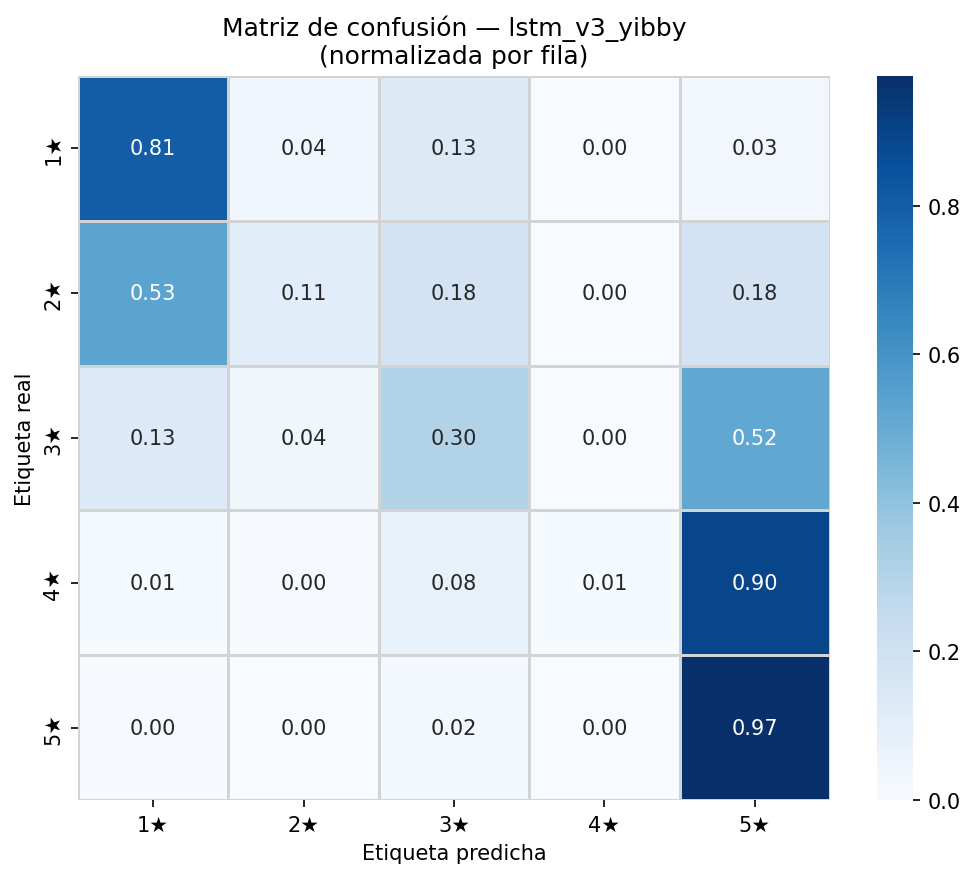 Matriz de confusión — lstm_v3_yibby
(normalizada por fila)
Etiqueta real
1★ 0.81 0.04 0.13 0.00 0.03
2★ 0.53 0.11 0.18 0.00 0.18
3★ 0.13 0.04 0.30 0.00 0.52
4★ 0.01 0.00 0.08 0.01 0.90
5★ 0.00 0.00 0.02 0.00 0.97
1★ 2★ 3★ 4★ 5★
Etiqueta predicha
0.8
0.6
0.4
0.2
0.0